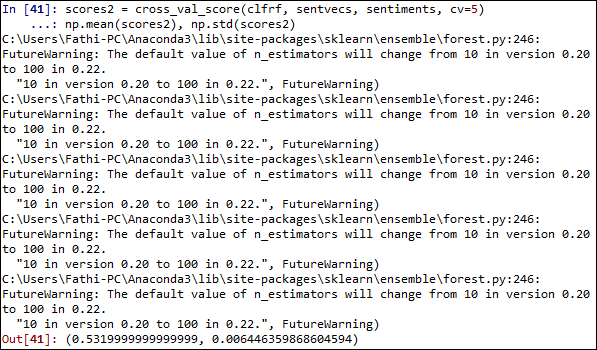 In [41]: scores2 = cross_val_score(clfrf, sentvecs, sentiments, cv=5)
    ...: np.mean(scores2), np.std(scores2)
C:\Users\Fathi-PC\Anaconda3\lib\site-packages\sklearn\ensemble\forest.py:246:
FutureWarning: The default value of n_estimators will change from 10 in version 0.20
to 100 in 0.22.
  "10 in version 0.20 to 100 in 0.22.", FutureWarning)
C:\Users\Fathi-PC\Anaconda3\lib\site-packages\sklearn\ensemble\forest.py:246:
FutureWarning: The default value of n_estimators will change from 10 in version 0.20
to 100 in 0.22.
  "10 in version 0.20 to 100 in 0.22.", FutureWarning)
C:\Users\Fathi-PC\Anaconda3\lib\site-packages\sklearn\ensemble\forest.py:246:
FutureWarning: The default value of n_estimators will change from 10 in version 0.20
to 100 in 0.22.
  "10 in version 0.20 to 100 in 0.22.", FutureWarning)
C:\Users\Fathi-PC\Anaconda3\lib\site-packages\sklearn\ensemble\forest.py:246:
FutureWarning: The default value of n_estimators will change from 10 in version 0.20
to 100 in 0.22.
  "10 in version 0.20 to 100 in 0.22.", FutureWarning)
C:\Users\Fathi-PC\Anaconda3\lib\site-packages\sklearn\ensemble\forest.py:246:
FutureWarning: The default value of n_estimators will change from 10 in version 0.20
to 100 in 0.22.
  "10 in version 0.20 to 100 in 0.22.", FutureWarning)
Out[41]: (0.5319999999999999, 0.006446359868604594)